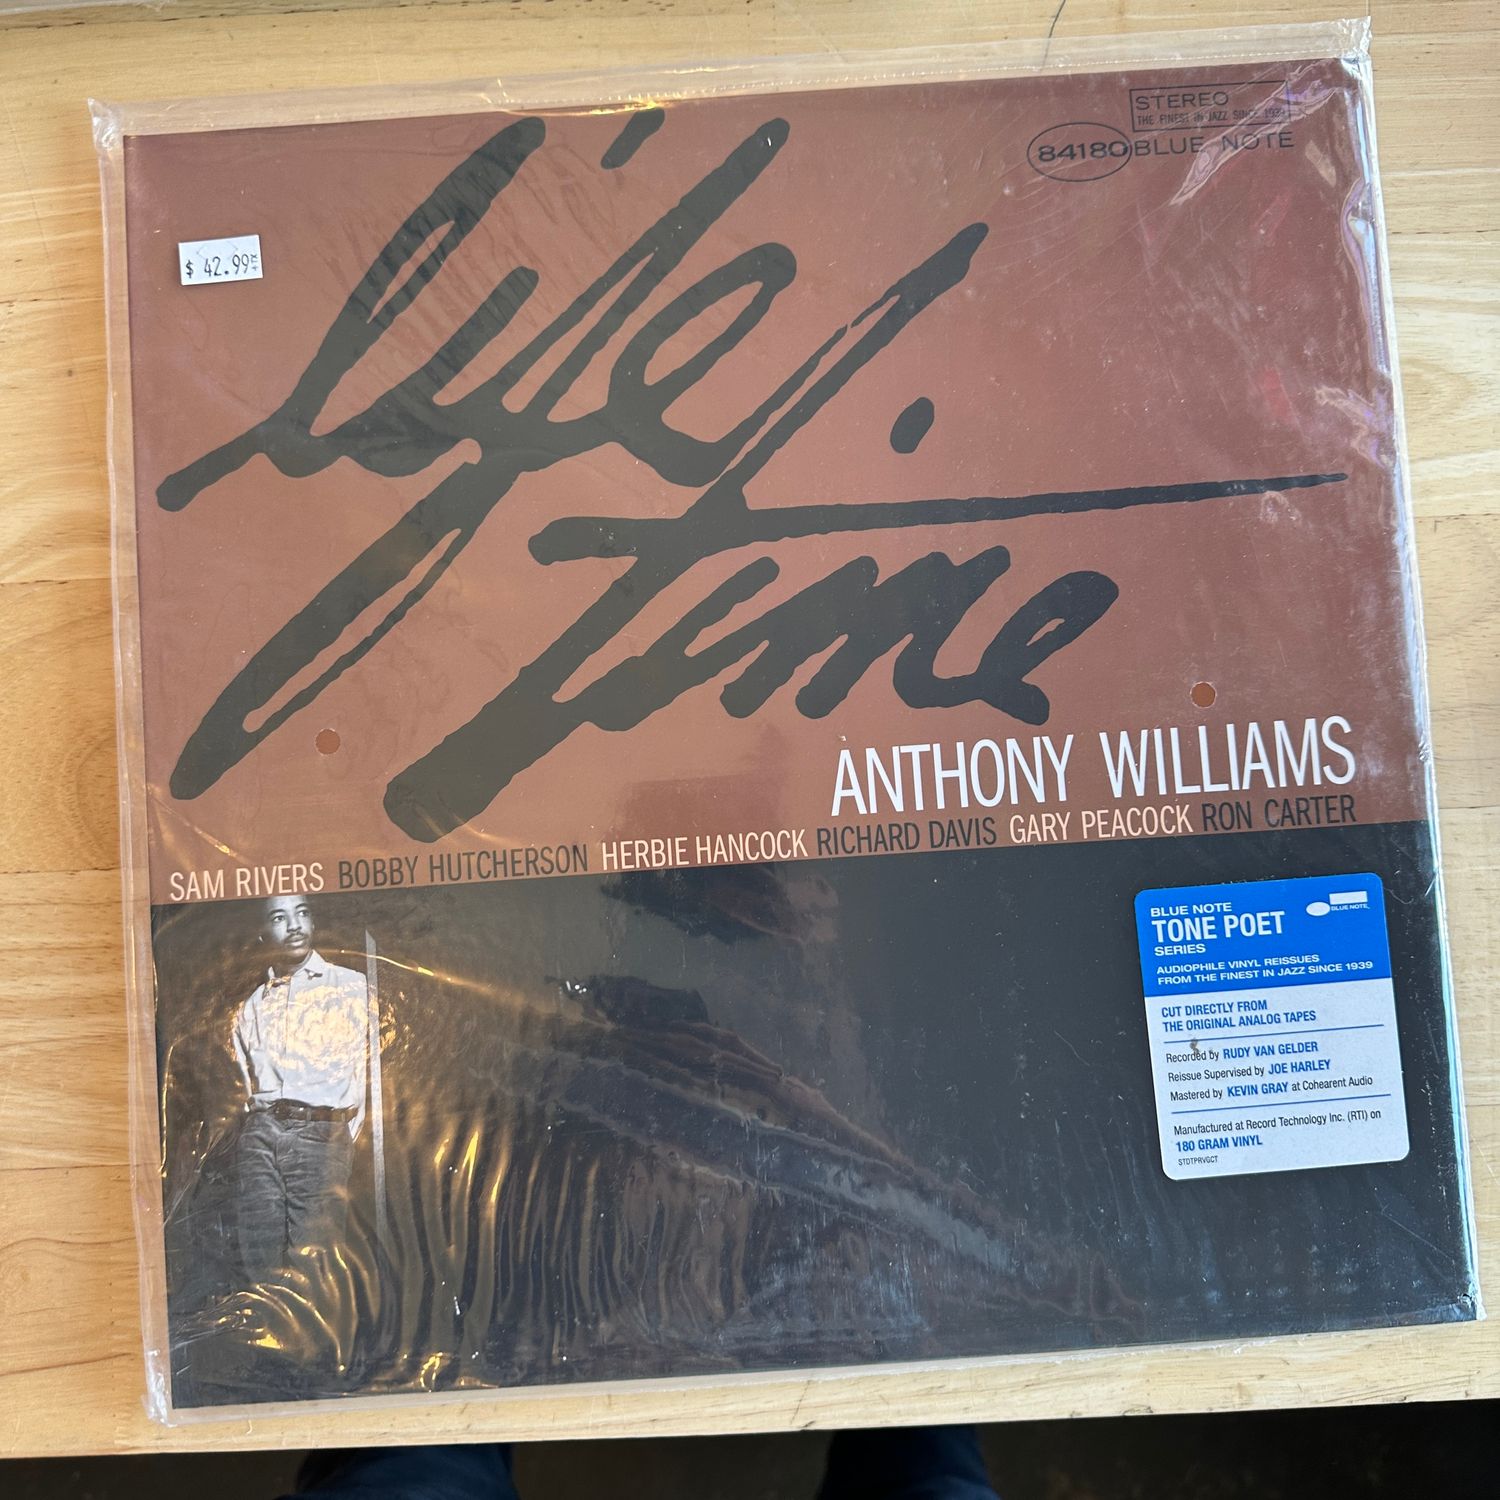 STEREO
THE FINEST IN JAZZ SINCE 1939
84180 BLUE NOTE
$ 42.99
life
time
ANTHONY WILLIAMS
SAM RIVERS BOBBY HUTCHERSON HERBIE HANCOCK RICHARD DAVIS GARY PEACOCK RON CARTER
BLUE NOTE
TONE POET
SERIES
BLUE NOTE
AUDIOPHILE VINYL REISSUES
FROM THE FINEST IN JAZZ SINCE 1939
CUT DIRECTLY FROM
THE ORIGINAL ANALOG TAPES
Recorded by RUDY VAN GELDER
Reissue Supervised by JOE HARLEY
Mastered by KEVIN GRAY at Cohearent Audio
Manufactured at Record Technology Inc. (RTI) on
180 GRAM VINYL
STDTPRVGCT